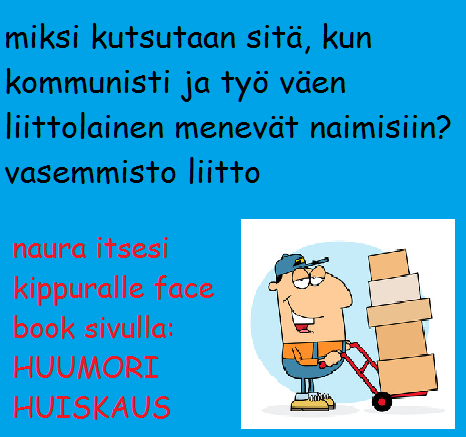 miksi kutsutaan sitä, kun
kommunisti ja työ väen
liittolainen menevät naimisiin?
vasemmisto liitto
naura itsesi
kippuralle face
book sivulla:
HUUMORI
HUISKAUS